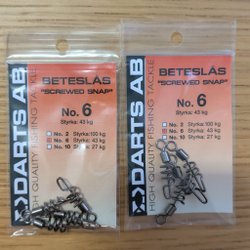 DARTS AB
HIGH QUALITY FISHING TACKLE
BETESLÅS
"SCREWED SNAP"
No. 6
Styrka: 43 kg
No. 2 Styrka:100 kg
No. 6 Styrka: 43 kg
No. 10 Styrka: 27 kg
DARTS AB
HIGH QUALITY FISHING TACKLE
BETESLÅS
"SCREWED SNAP"
No. 6
Styrka: 43 kg
No. 2 Styrka:100 kg
No. 6 Styrka: 43 kg
No. 10 Styrka: 27 kg